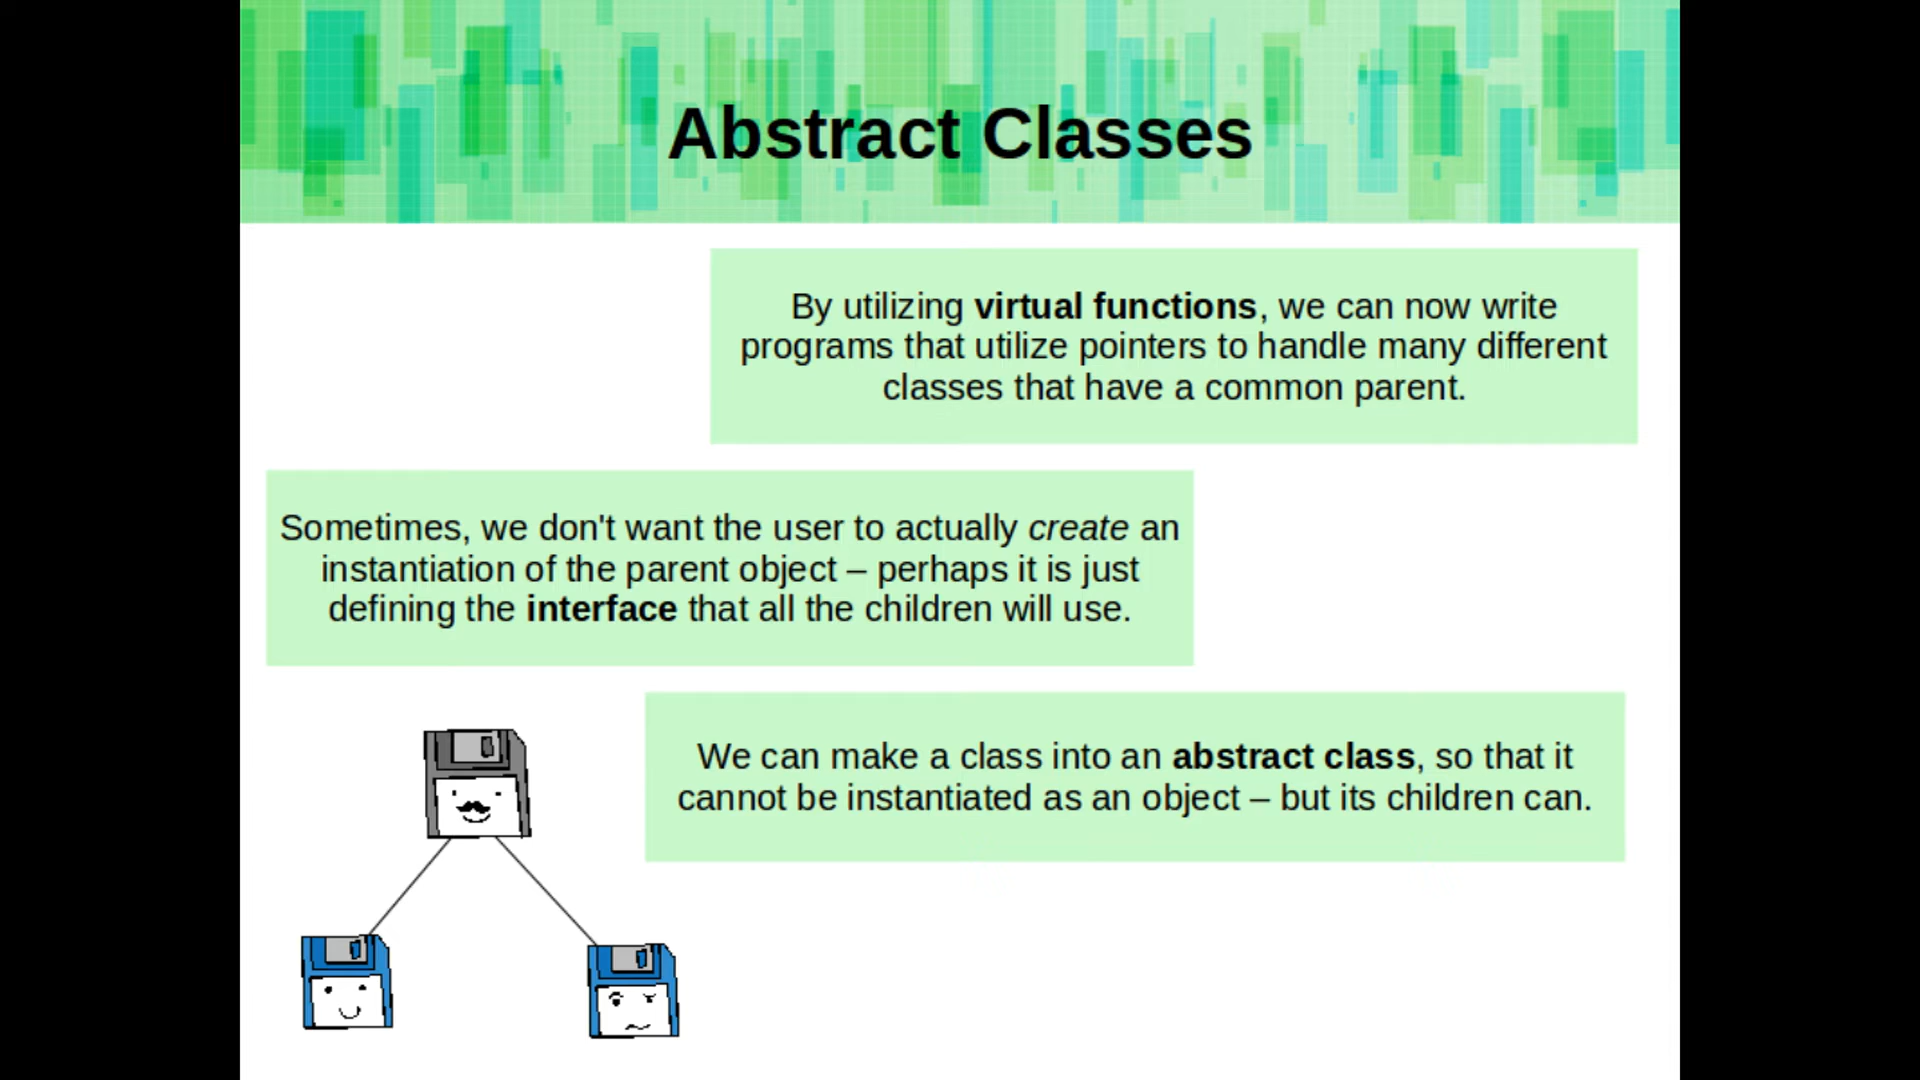 Abstract Classes
By utilizing virtual functions, we can now write
programs that utilize pointers to handle many different
classes that have a common parent.
Sometimes, we don't want the user to actually create an
instantiation of the parent object – perhaps it is just
defining the interface that all the children will use.
We can make a class into an abstract class, so that it
cannot be instantiated as an object – but its children can.